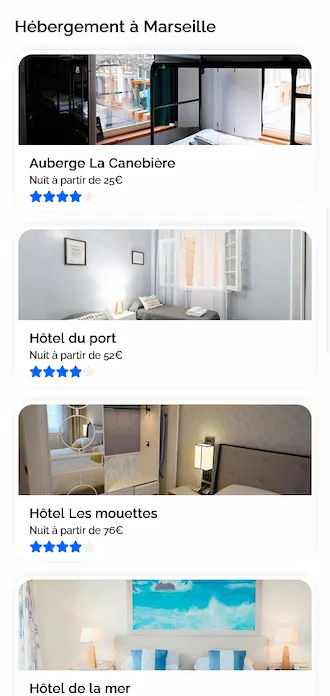 Hébergement à Marseille
Auberge La Canebière
Nuit à partir de 25€
Hôtel du port
Nuit à partir de 52€
Hôtel Les mouettes
Nuit à partir de 76€
Hôtel de la mer